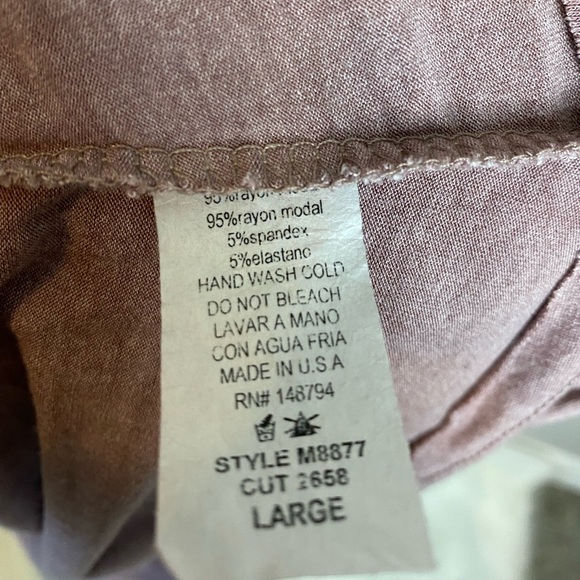 95%rayon modal
5%spandex
5%elastano
HAND WASH COLD
DO NOT BLEACH
LAVAR A MANO
CON AGUA FRIA
MADE IN U.S.A
RN# 148794
STYLE M8877
CUT 2658
LARGE